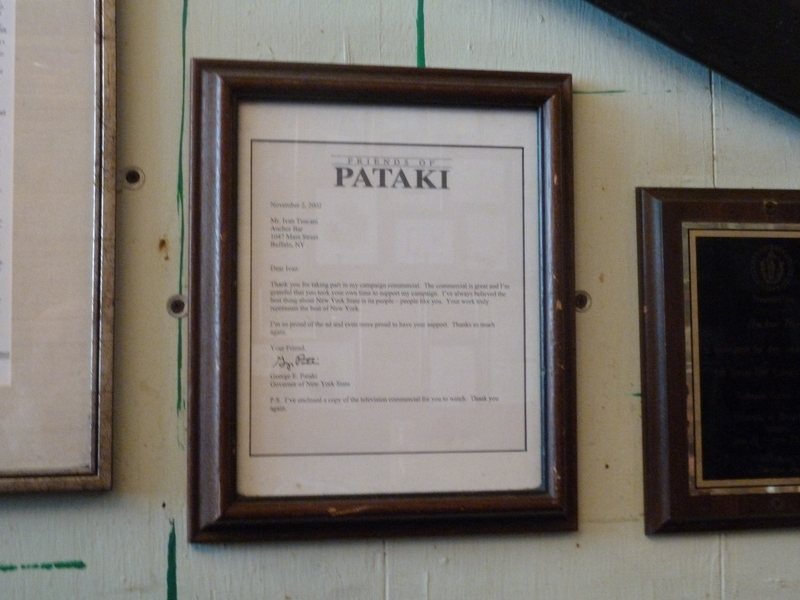 FRIENDS OF
PATAKI
November 2, 2002
Mr. Ivan
Anchor Bar
1047 Main Street
Buffalo, NY
Dear Ivan
Thank you for taking part in my campaign commercial. The commercial is great and I'm
grateful that you took your own time to support my campaign. I've always believed the
best thing about New York State is its people - people like you. Your work truly
represents the best of New York.
I'm so proud of the ad and even more proud to have your support. Thanks so much
again.
Your Friend,
George E. Pataki
Governor of New York State
P.S. I've enclosed a copy of the television commercial for you to watch. Thank you
again.